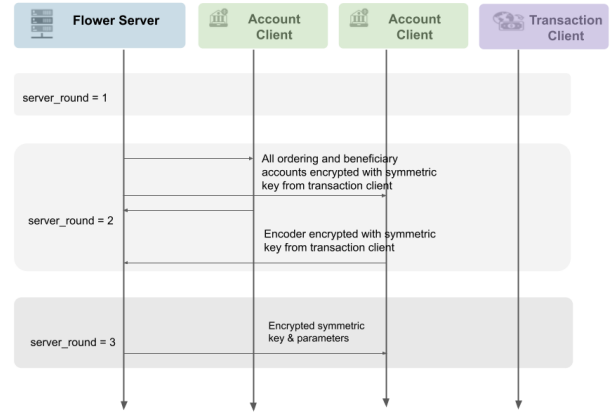 Flower Server
Account
Client
Account
Client
Transaction
Client
server_round = 1
All ordering and beneficiary
accounts encrypted with symmetric
key from transaction client
server_round = 2
Encoder encrypted with symmetric
key from transaction client
Encrypted symmetric
key & parameters
server_round = 3